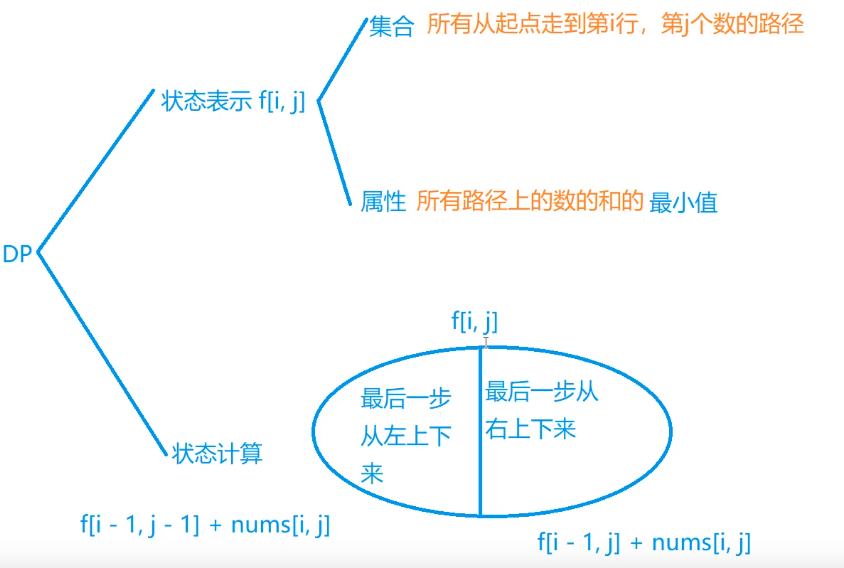 集合 所有从起点走到第i行，第j个数的路径
状态表示 f[i, j]
属性 所有路径上的数的和的 最小值
DP
f[i, j]
最后一步
从左上下
来
最后一步从
右上下来
状态计算
f[i - 1, j - 1] + nums[i, j]
f[i - 1, j] + nums[i, j]